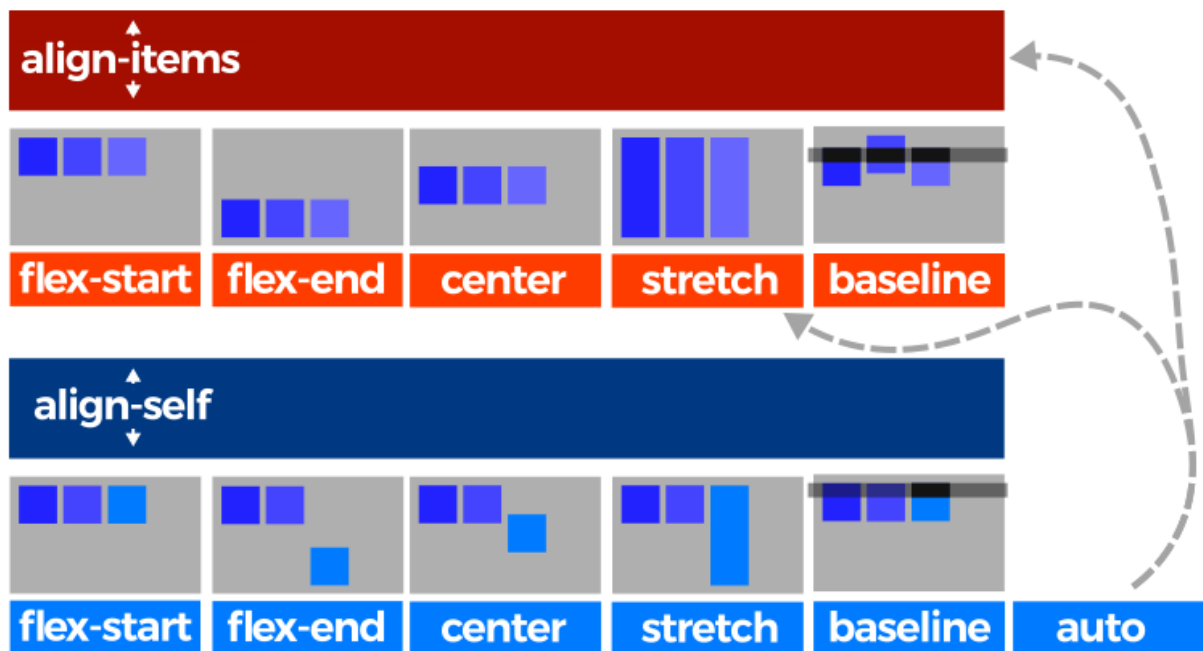 align-items
flex-start flex-end center stretch baseline
align-self
flex-start flex-end center stretch baseline auto